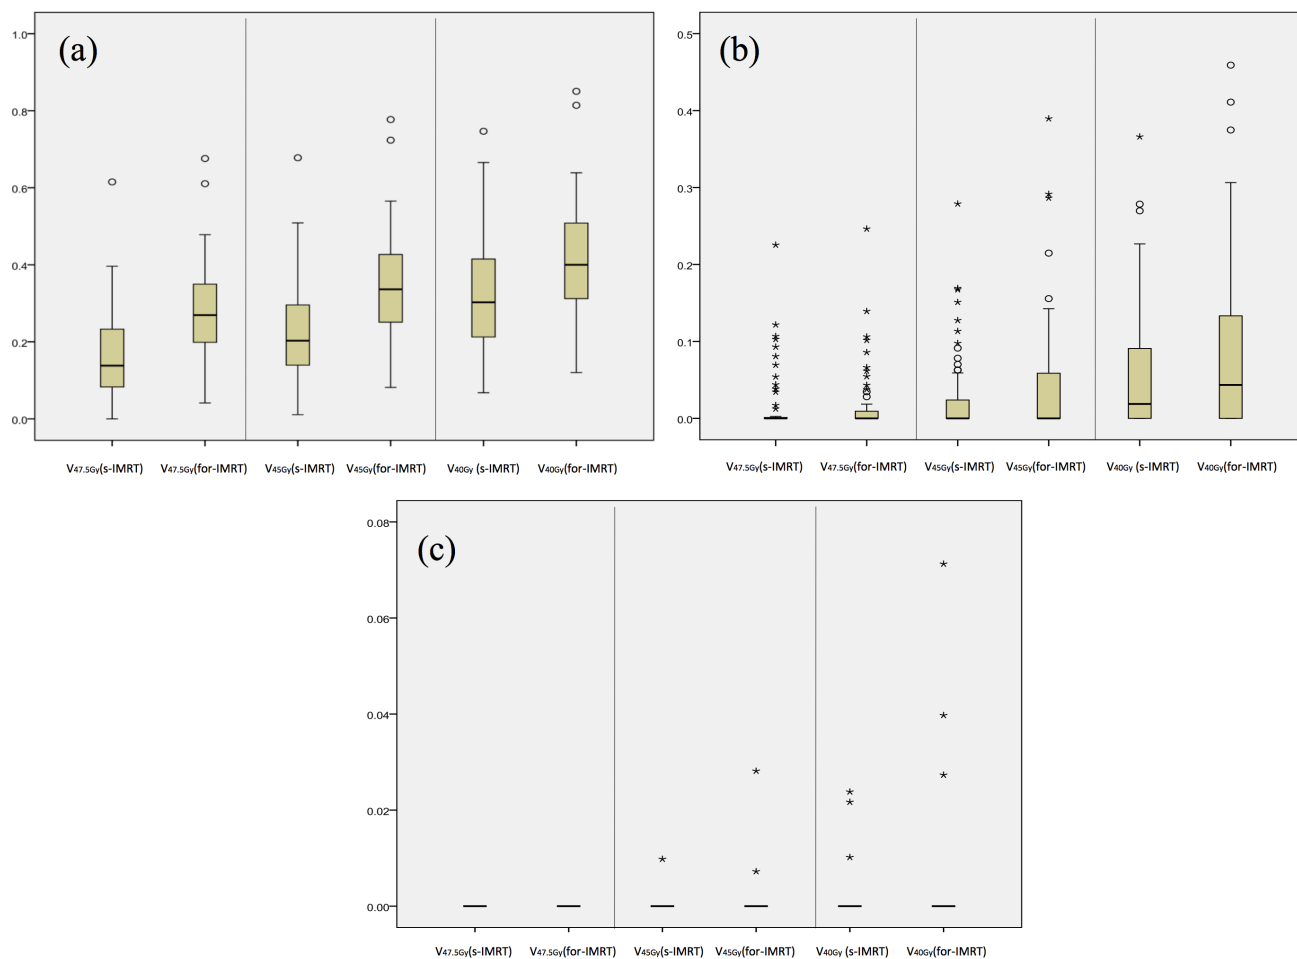 (a)
1.0
0.8
0.6
0.4
0.2
0.0
V47.5Gy(s-IMRT) V47.5Gy(for-IMRT) V45Gy(s-IMRT) V45Gy(for-IMRT) V40Gy (s-IMRT) V40Gy(for-IMRT)
(b)
0.5
0.4
0.3
0.2
0.1
0.0
V47.5Gy(s-IMRT) V47.5Gy(for-IMRT) V45Gy(s-IMRT) V45Gy(for-IMRT) V40Gy (s-IMRT) V40Gy(for-IMRT)
(c)
0.08
0.06
0.04
0.02
0.00
V47.5Gy(s-IMRT) V47.5Gy(for-IMRT) V45Gy(s-IMRT) V45Gy(for-IMRT) V40Gy (s-IMRT) V40Gy(for-IMRT)